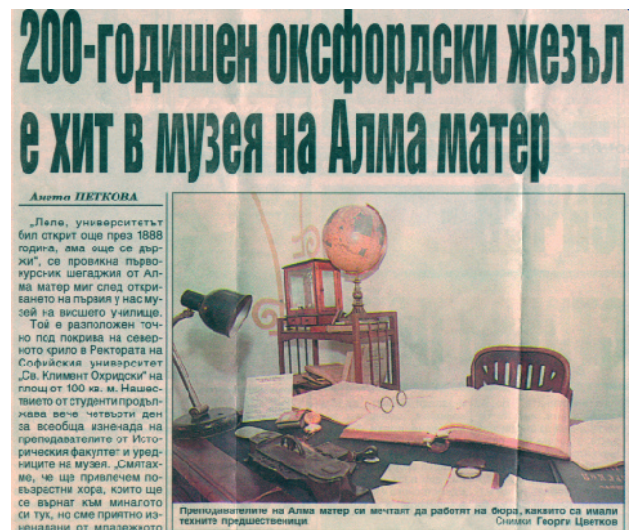 200-годишен оксфордски жезъл
е хит в музея на Алма матер
Анета ПЕТКОВА
„Леле, университетът
бил открит още през 1888
година, ама още се дър-
жи", се провикна първо-
курсник шегаджия от Ал-
ма матер миг след откри-
ването на първия у нас му-
зей на висшето училище.
Той е разположен точ-
но под покрива на север-
ното крило в Ректората на
Софийския университет
„Св. Климент Охридски" на
площ от 100 кв. м. Нашес-
твието от студенти продъл-
жава вече четвърти ден
за всеобща изненада на
преподавателите от Исто-
рическия факултет и уред-
ниците на музея. „Смятах-
ме, че ще привлечем по-
възрастни хора, които ще
се върнат към миналото
си тук, но сме приятно из-
ненадани от младежкото
Преподавателите на Алма матер си мечтаят да работят на бюра, каквито са имали
техните предшественици
Снимки Георги Цветков